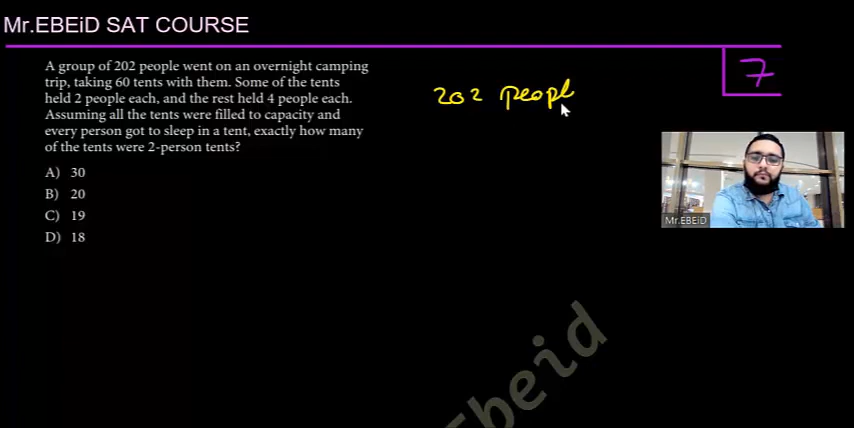 Mr.EBEiD SAT COURSE
A group of 202 people went on an overnight camping
trip, taking 60 tents with them. Some of the tents
held 2 people each, and the rest held 4 people each.
Assuming all the tents were filled to capacity and
every person got to sleep in a tent, exactly how many
of the tents were 2-person tents?
A) 30
B) 20
C) 19
D) 18
202 peopl
7
Mr.EBEiD
Ebeid